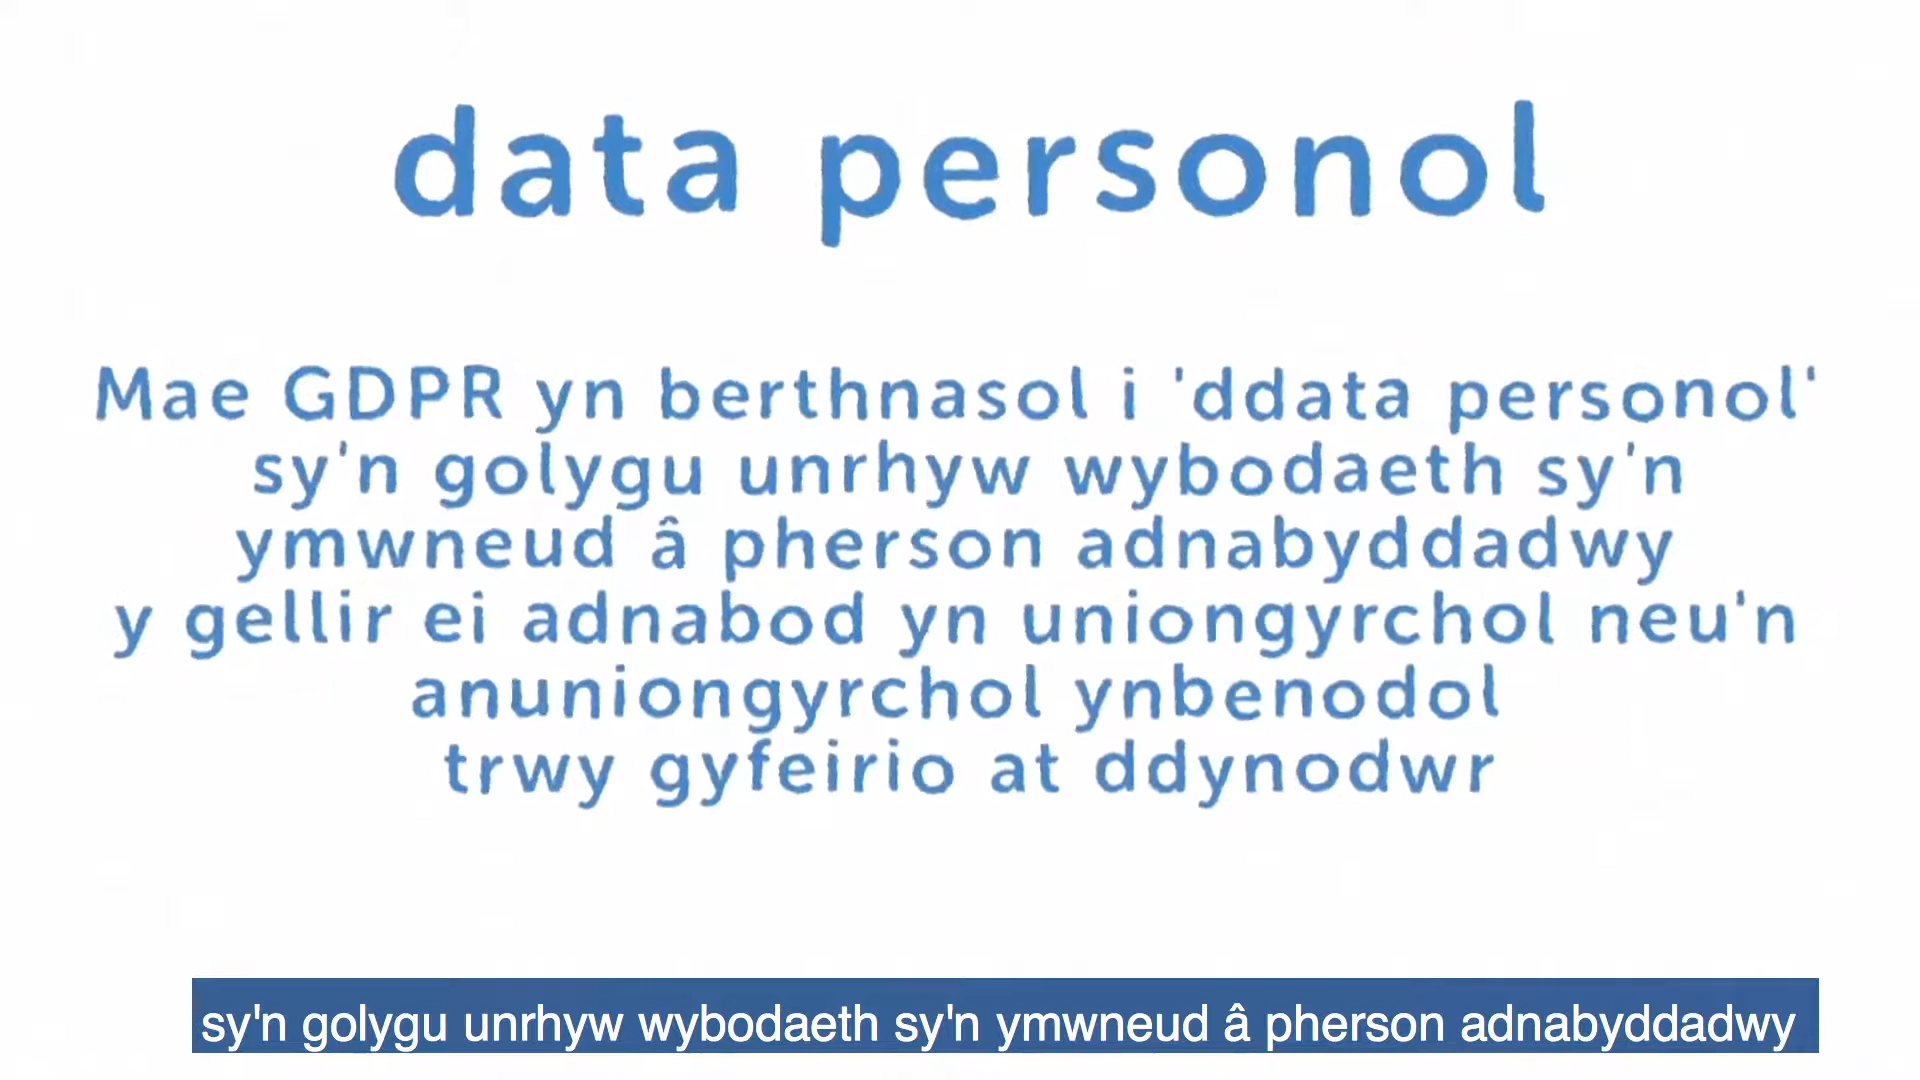 data personol
Mae GDPR yn berthnasol i 'ddata personol'
sy'n golygu unrhyw wybodaeth sy'n
ymwneud â pherson adnabyddadwy
y gellir ei adnabod yn uniongyrchol neu'n
anuniongyrchol ynbenodol
trwy gyfeirio at ddynodwr
sy'n golygu unrhyw wybodaeth sy'n ymwneud â pherson adnabyddadwy